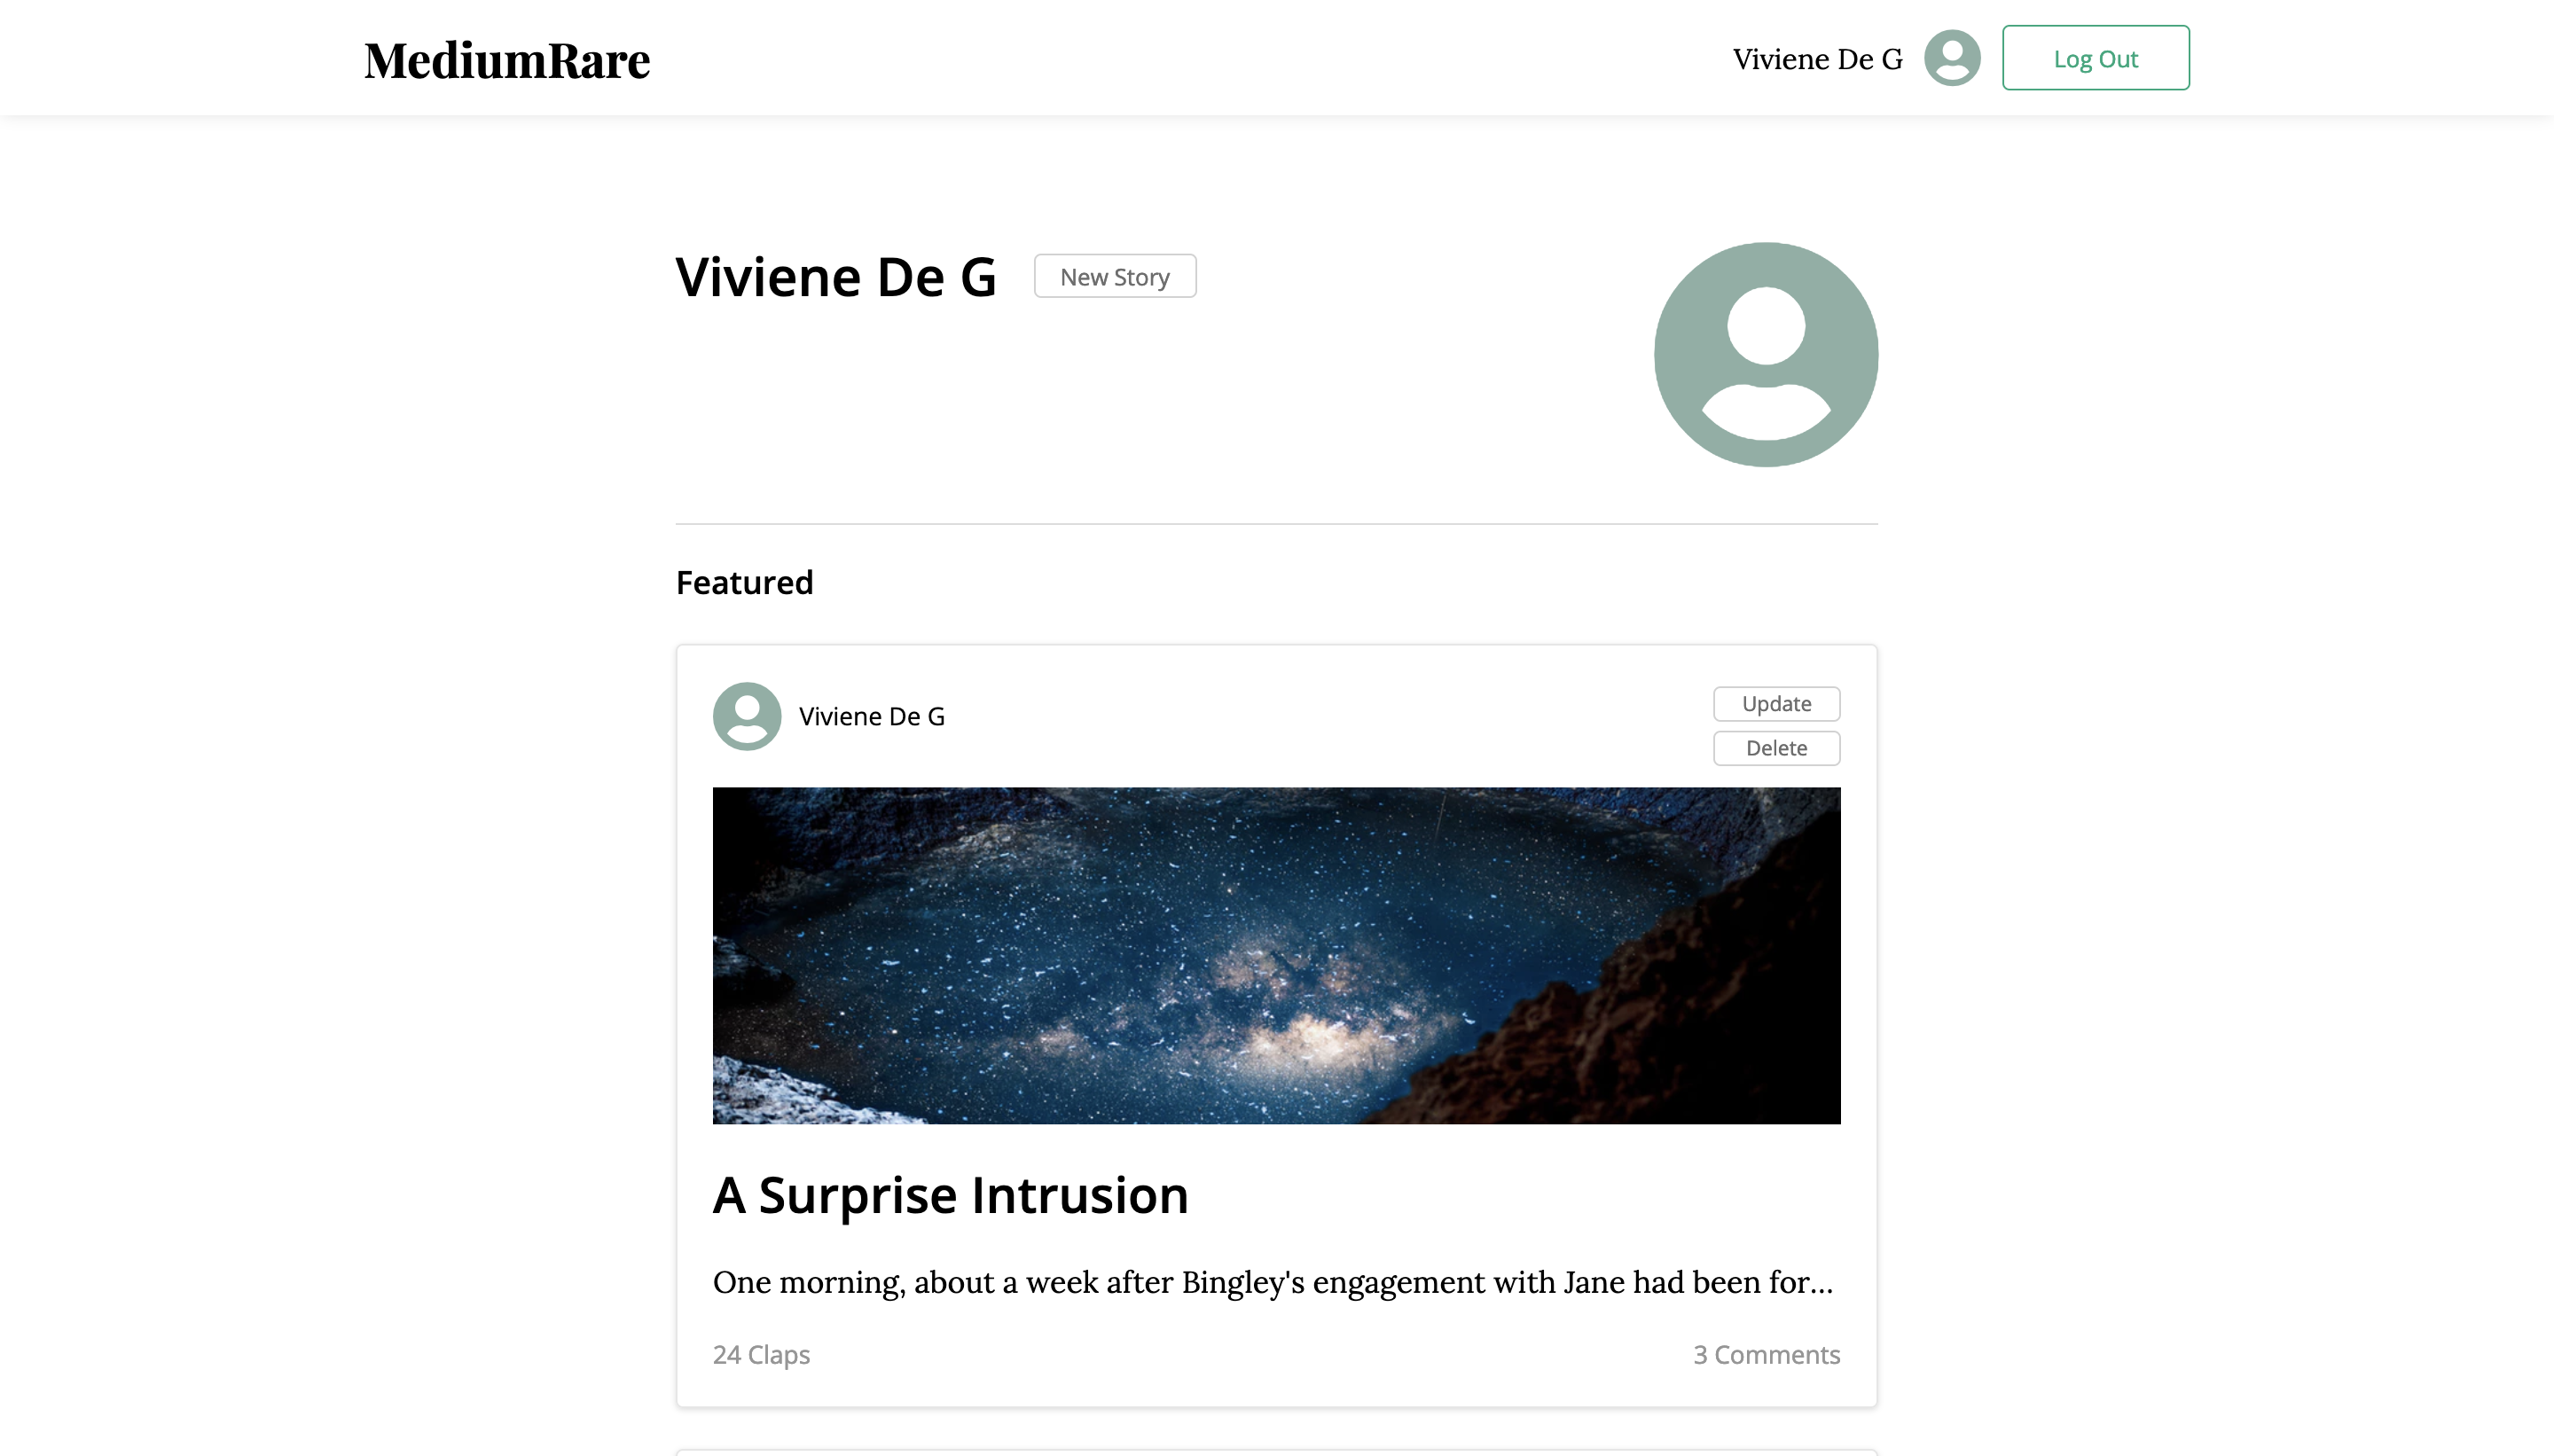 MediumRare
Viviene De G
Log Out
Viviene De G
New Story
Featured
Viviene De G
Update
Delete
A Surprise Intrusion
One morning, about a week after Bingley's engagement with Jane had been for...
24 Claps
3 Comments